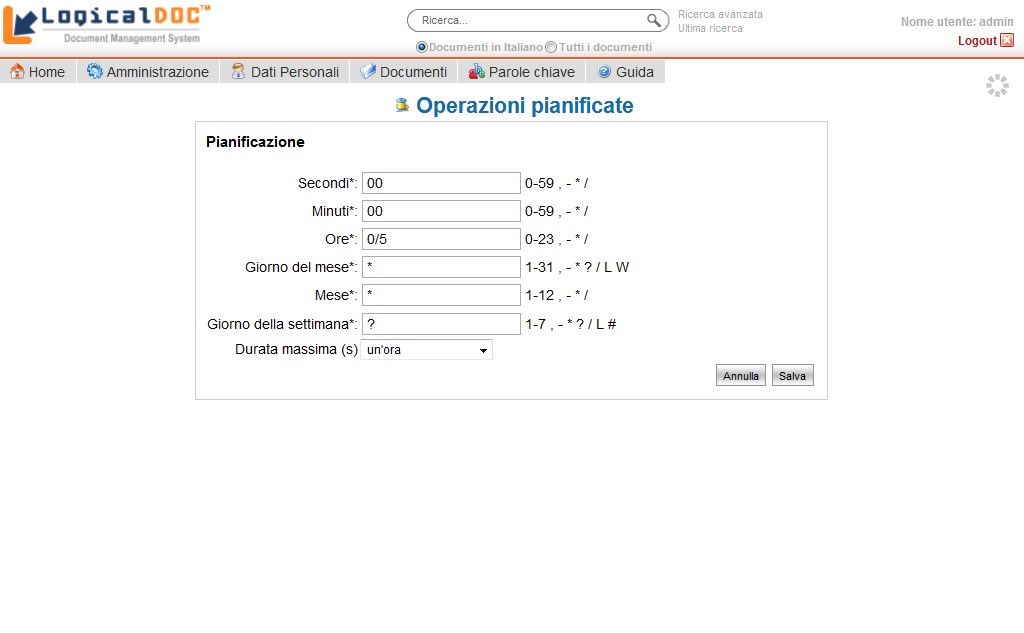 LogicalDOC™
Document Management System
Ricerca...
Ricerca avanzata
Ultima ricerca
Documenti in Italiano Tutti i documenti
Nome utente: admin
Logout
Home Amministrazione Dati Personali Documenti Parole chiave Guida
Operazioni pianificate
Pianificazione
Secondi*: 00 0-59 , - * /
Minuti*: 00 0-59 , - * /
Ore*: 0/5 0-23 , - * /
Giorno del mese*: * 1-31 , - * ? / L W
Mese*: * 1-12 , - * /
Giorno della settimana*: ? 1-7 , - * ? / L #
Durata massima (s) un'ora
Annulla Salva